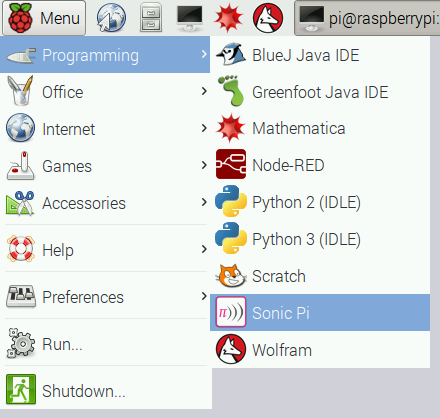 Menu
pi@raspberrypi:
Programming
Office
Internet
Games
Accessories
Help
Preferences
Run...
Shutdown...
BlueJ Java IDE
Greenfoot Java IDE
Mathematica
Node-RED
Python 2 (IDLE)
Python 3 (IDLE)
Scratch
Sonic Pi
Wolfram